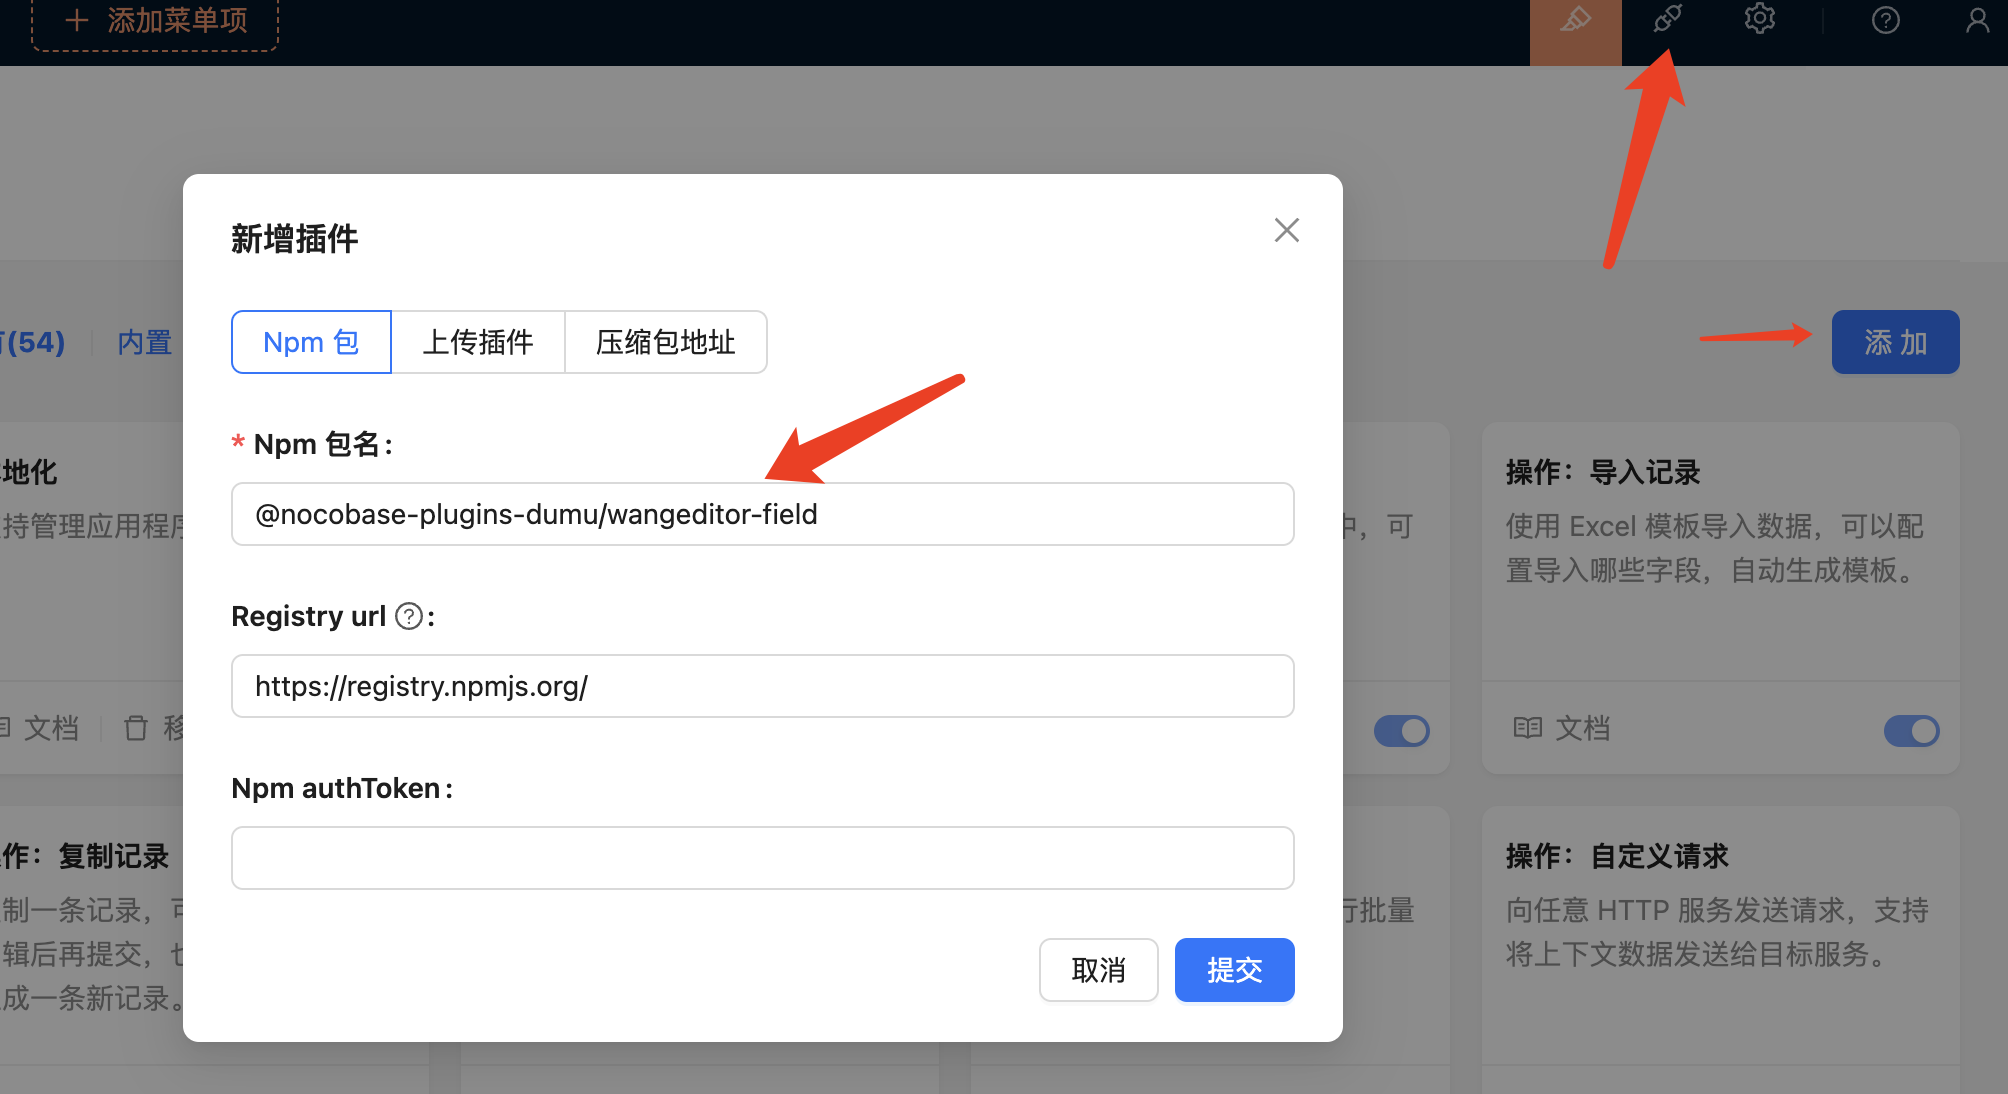 添加菜单项
新增插件
(54)
内置
Npm 包
上传插件
压缩包地址
添 加
* Npm 包名:
@nocobase-plugins-dumu/wangeditor-field
地化
持管理应用程序
中，可
操作：导入记录
使用 Excel 模板导入数据，可以配
置导入哪些字段，自动生成模板。
Registry url ? :
https://registry.npmjs.org/
文档
移
文档
Npm authToken:
作：复制记录
制一条记录，可
辑后再提交，也
成一条新记录。
行批量
操作：自定义请求
向任意 HTTP 服务发送请求，支持
将上下文数据发送给目标服务。
取消
提交